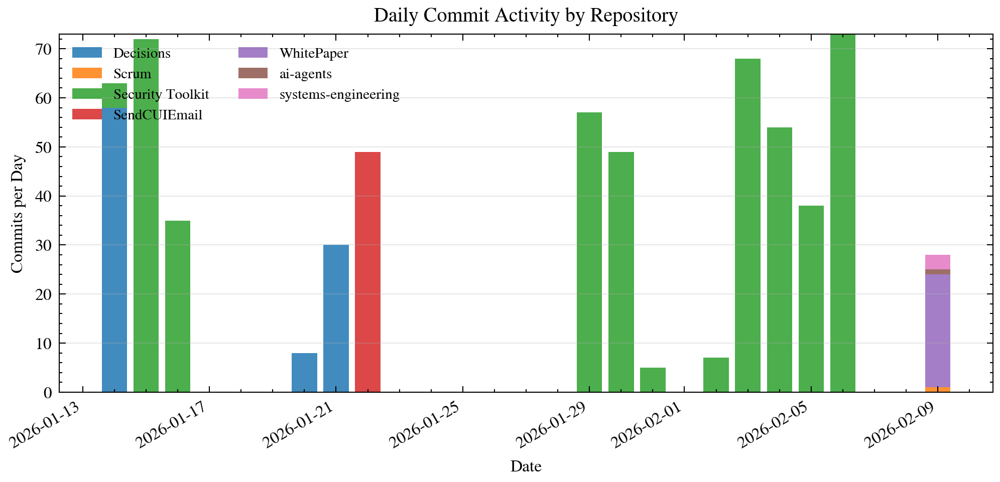 Daily Commit Activity by Repository
Decisions
Scrum
Security Toolkit
SendCUIEmail
WhitePaper
ai-agents
systems-engineering
Commits per Day
70
60
50
40
30
20
10
0
2026-01-13
2026-01-17
2026-01-21
2026-01-25
2026-01-29
2026-02-01
2026-02-05
2026-02-09
Date